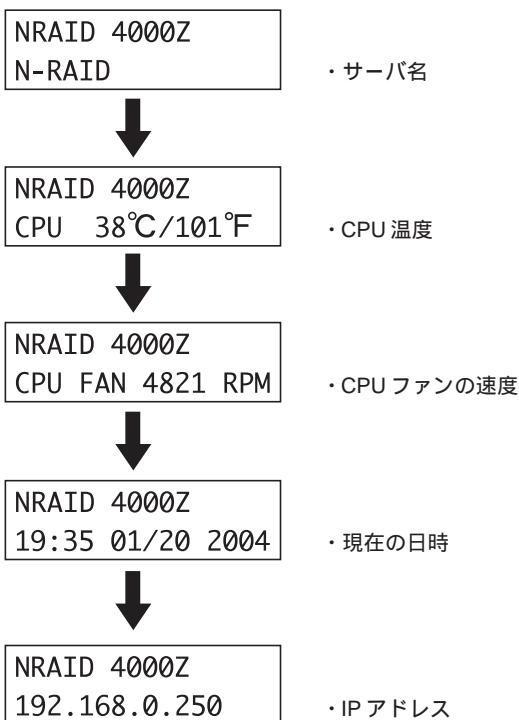 NRAID 4000Z
N-RAID
・サーバ名
NRAID 4000Z
CPU 38℃/101°F
・CPU 温度
NRAID 4000Z
CPU FAN 4821 RPM
・CPU ファンの速度
NRAID 4000Z
19:35 01/20 2004
・現在の日時
NRAID 4000Z
192.168.0.250
・IP アドレス